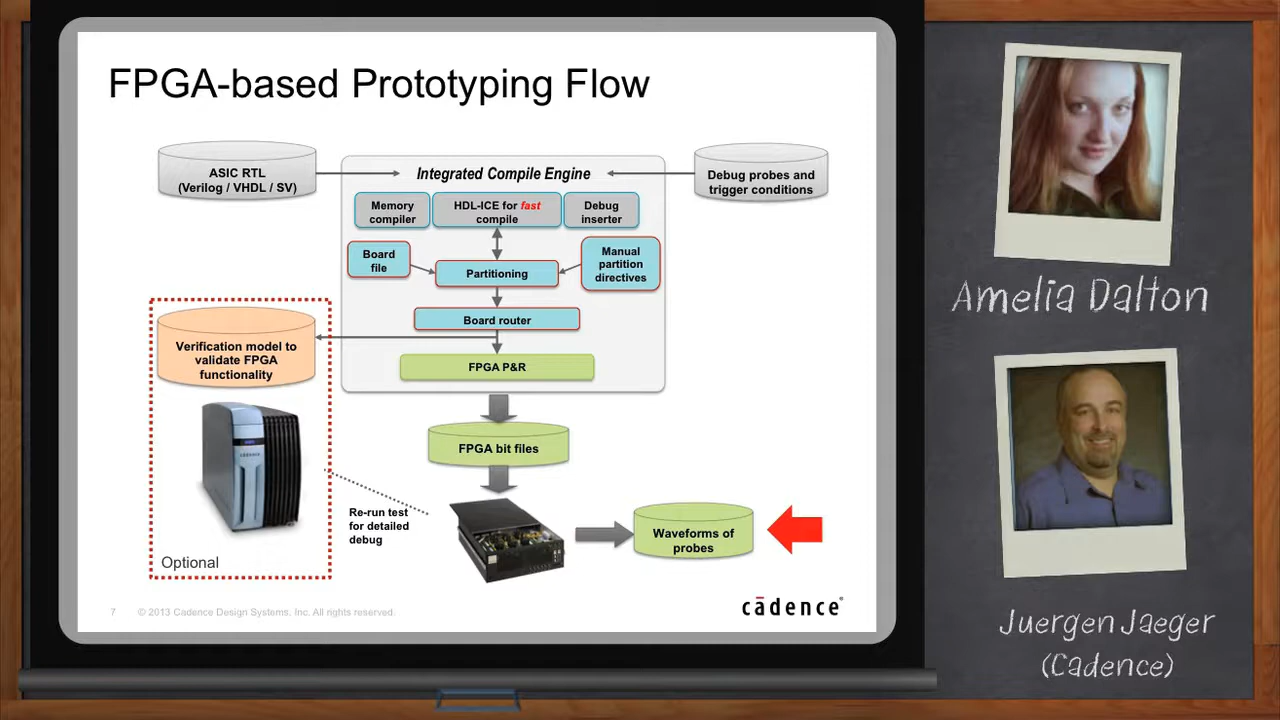 FPGA-based Prototyping Flow
ASIC RTL
(Verilog / VHDL / SV)
Integrated Compile Engine
Debug probes and
trigger conditions
Memory
compiler
HDL-ICE for fast
compile
Debug
inserter
Board
file
Partitioning
Manual
partition
directives
Board router
Verification model to
validate FPGA
functionality
FPGA P&R
FPGA bit files
cadence
Re-run test
for detailed
debug
Waveforms of
probes
Optional
7 © 2013 Cadence Design Systems, Inc. All rights reserved.
cādence®
Amelia Dalton
Juergen Jaeger
(Cadence)